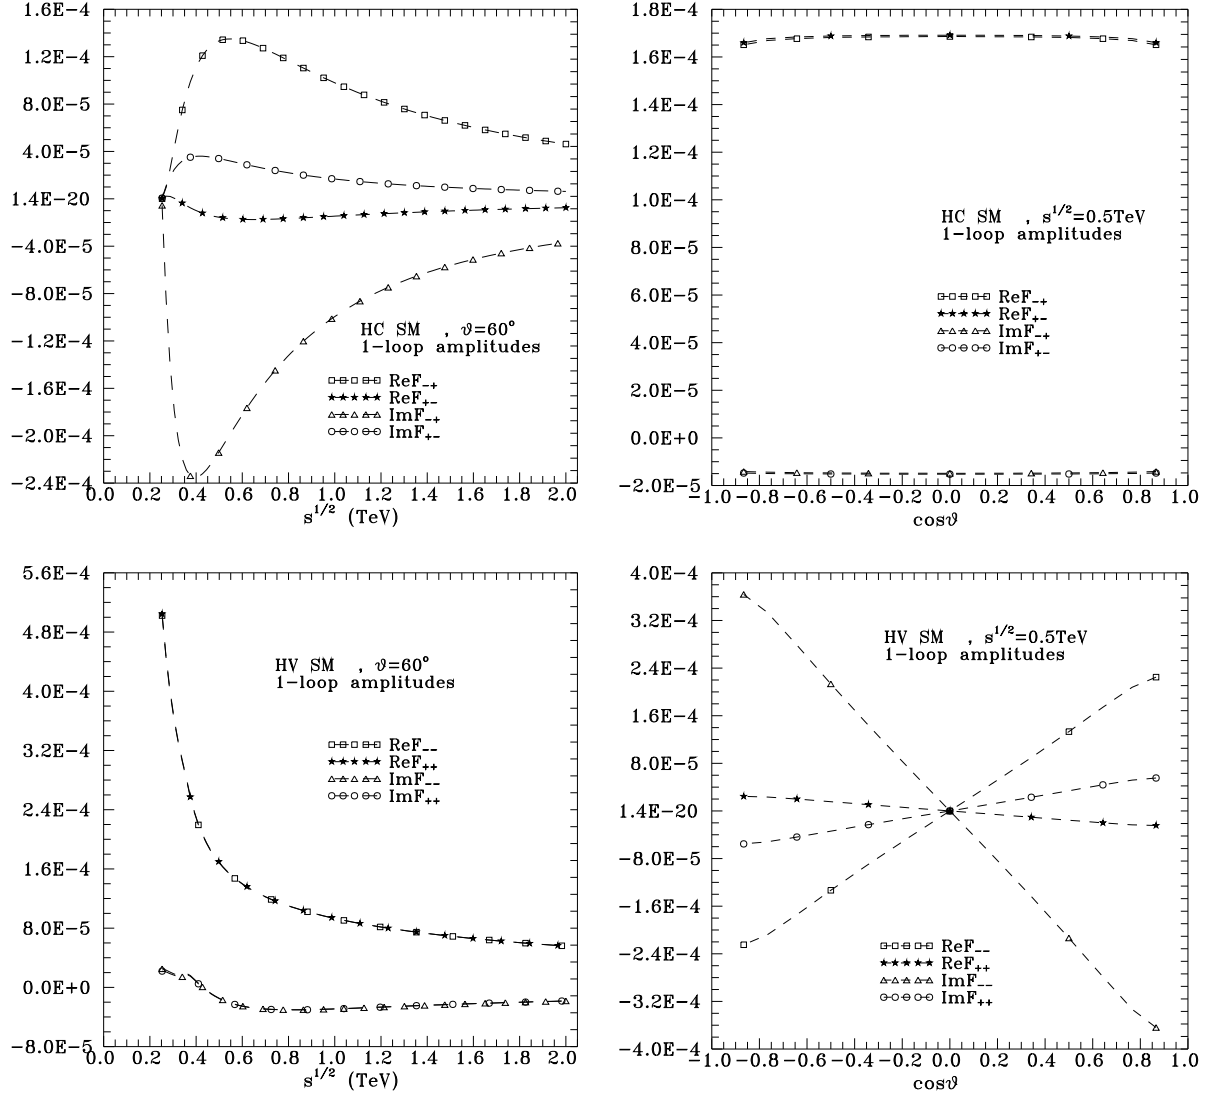 1.6E−4
1.2E−4
8.0E−5
4.0E−5
1.4E−20
−4.0E−5
−8.0E−5
−1.2E−4
−1.6E−4
−2.0E−4
−2.4E−4
HC SM , ϑ=60°
1−loop amplitudes
ReF₋₊
ReF₊₋
ImF₋₊
ImF₊₋
0.0 0.2 0.4 0.6 0.8 1.0 1.2 1.4 1.6 1.8 2.0
s^{1/2} (TeV)
1.8E−4
1.6E−4
1.4E−4
1.2E−4
1.0E−4
8.0E−5
6.0E−5
4.0E−5
2.0E−5
0.0E+0
−2.0E−5
HC SM , s^{1/2}=0.5TeV
1−loop amplitudes
ReF₋₊
ReF₊₋
ImF₋₊
ImF₊₋
−1.0 −0.8 −0.6 −0.4 −0.2 0.0 0.2 0.4 0.6 0.8 1.0
cosϑ
5.6E−4
4.8E−4
4.0E−4
3.2E−4
2.4E−4
1.6E−4
8.0E−5
0.0E+0
−8.0E−5
HV SM , ϑ=60°
1−loop amplitudes
ReF₋₋
ReF₊₊
ImF₋₋
ImF₊₊
0.0 0.2 0.4 0.6 0.8 1.0 1.2 1.4 1.6 1.8 2.0
s^{1/2} (TeV)
4.0E−4
3.2E−4
2.4E−4
1.6E−4
8.0E−5
1.4E−20
−8.0E−5
−1.6E−4
−2.4E−4
−3.2E−4
−4.0E−4
HV SM , s^{1/2}=0.5TeV
1−loop amplitudes
ReF₋₋
ReF₊₊
ImF₋₋
ImF₊₊
−1.0 −0.8 −0.6 −0.4 −0.2 0.0 0.2 0.4 0.6 0.8 1.0
cosϑ